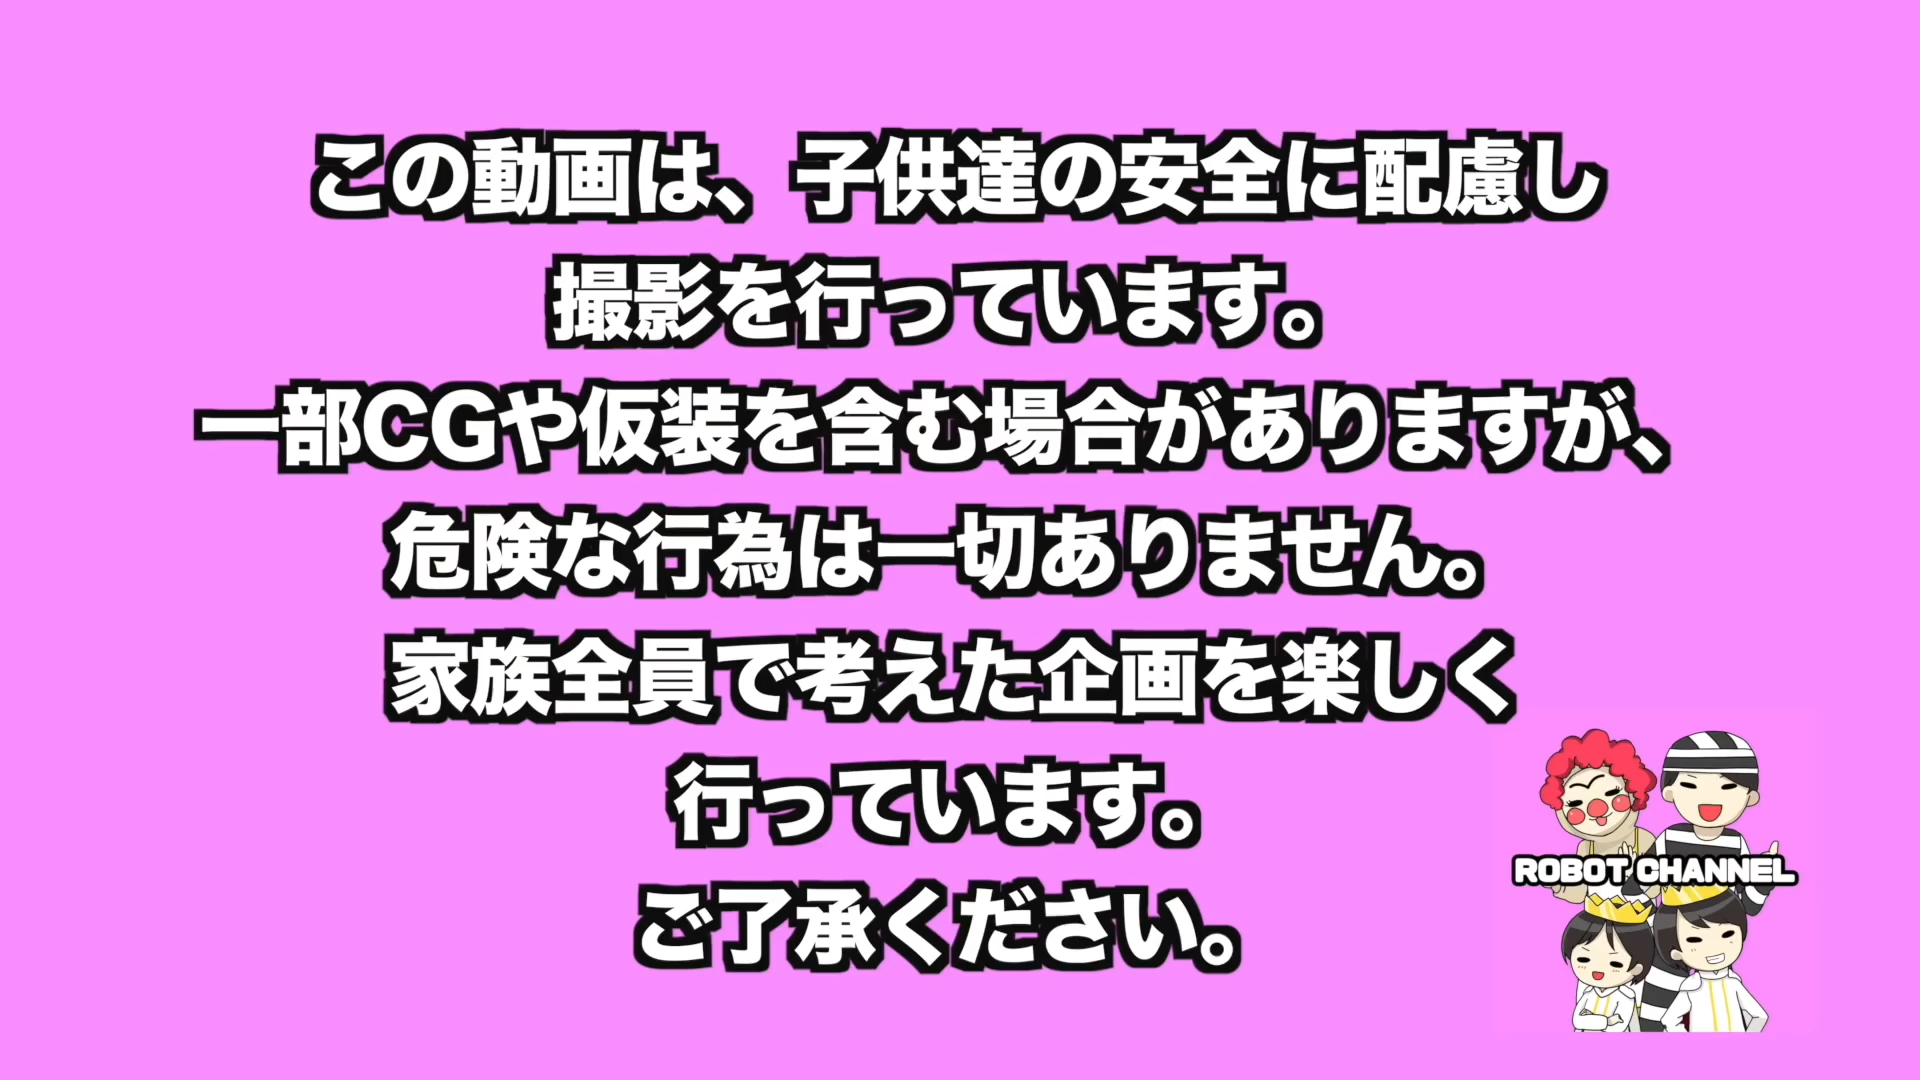 この動画は、子供達の安全に配慮し
撮影を行っています。
一部CGや仮装を含む場合がありますが、
危険な行為は一切ありません。
家族全員で考えた企画を楽しく
行っています。
ご了承ください。
ROBOT CHANNEL